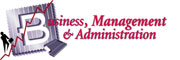 Business, Management
& Administration